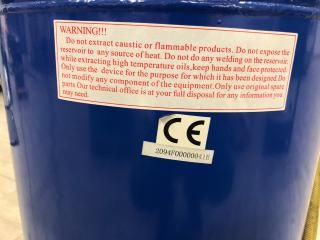 WARNING!!!
Do not extract caustic or flammable products. Do not expose the
reservoir to any source of heat. Do not do any welding on the reservoir.
while extracting high temperature oils,keep hands and face protected.
Only use the device for the purpose for which it has been designed.Do
not modify any component of the equipment.Only use original spare
parts.Our technical office is at your full disposal for any information you
may need.
CE